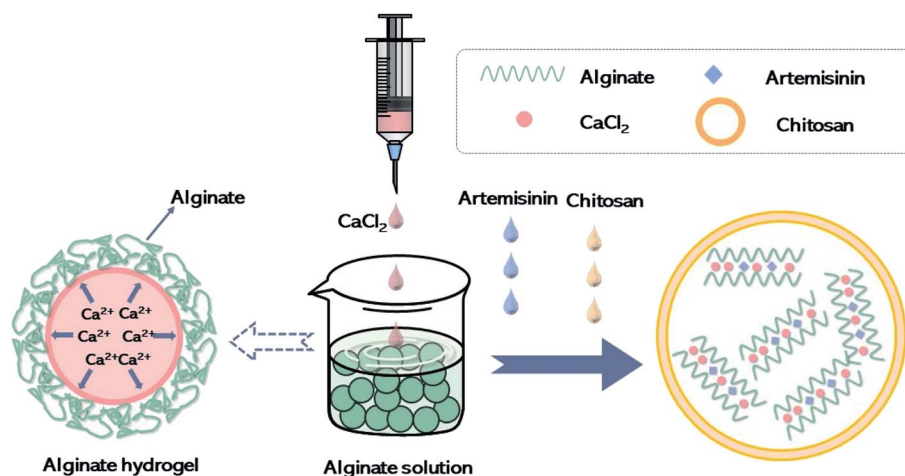 Alginate
Artemisinin
CaCl₂
Chitosan
Alginate
CaCl₂
Artemisinin
Chitosan
Ca²⁺ Ca²⁺
Ca²⁺ Ca²⁺
Ca²⁺Ca²⁺
Alginate hydrogel
Alginate solution